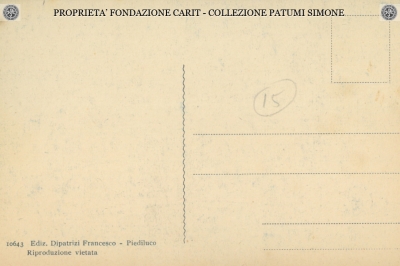 PROPRIETA' FONDAZIONE CARIT - COLLEZIONE PATUMI SIMONE
15
10643 Ediz. Dipatrizi Francesco - Piediluco
Riproduzione vietata